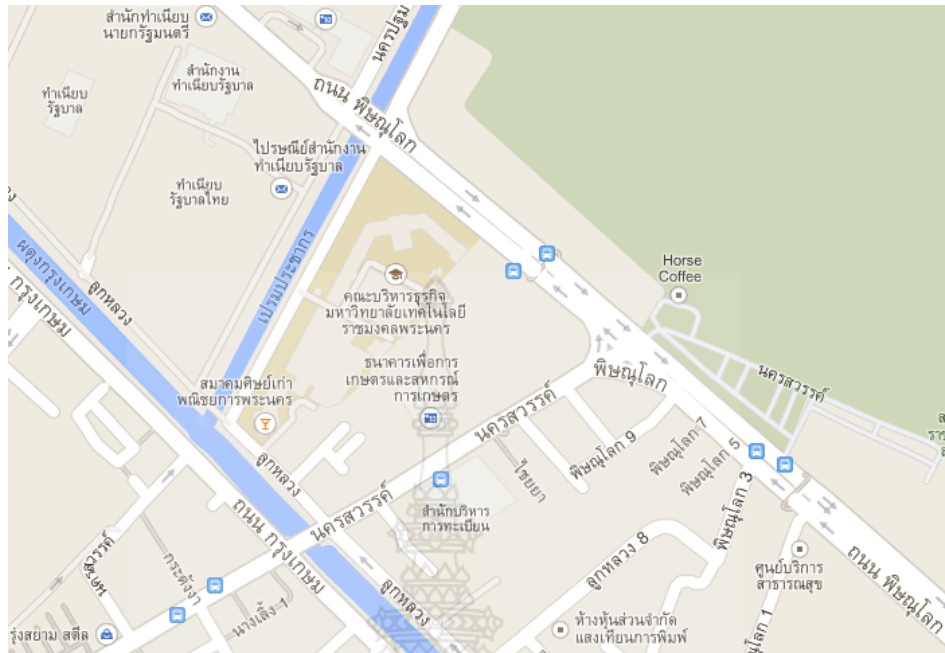 สำนักทำเนียบ
นายกรัฐมนตรี
นครปฐม
สำนักงาน
ทำเนียบรัฐบาล
ทำเนียบ
รัฐบาล
ถนน พิษณุโลก
ไปรษณีย์สำนักงาน
ทำเนียบรัฐบาล
ทำเนียบ
รัฐบาลไทย
ผดุงกรุงเกษม
ลูกหลวง
กรุงเกษม
เปรมประชากร
Horse
Coffee
คณะบริหารธุรกิจ
มหาวิทยาลัยเทคโนโลยี
ราชมงคลพระนคร
ธนาคารเพื่อการ
เกษตรและสหกรณ์
การเกษตร
สมาคมศิษย์เก่า
พณิชยการพระนคร
พิษณุโลก
นครสวรรค์
นครสวรรค์
พิษณุโลก 9
พิษณุโลก 7
พิษณุโลก 5
พิษณุโลก 3
ไชยยา
ลูกหลวง
ถนน กรุงเกษม
นครสวรรค์
สำนักบริหาร
การทะเบียน
ลูกหลวง 8
ศูนย์บริการ
สาธารณสุข
ถนน พิษณุโลก
กระดังงา
นางเลิ้ง 1
ลูกหลวง
ห้างหุ้นส่วนจำกัด
แสงเทียนการพิมพ์
รุ่งสยาม สตีล